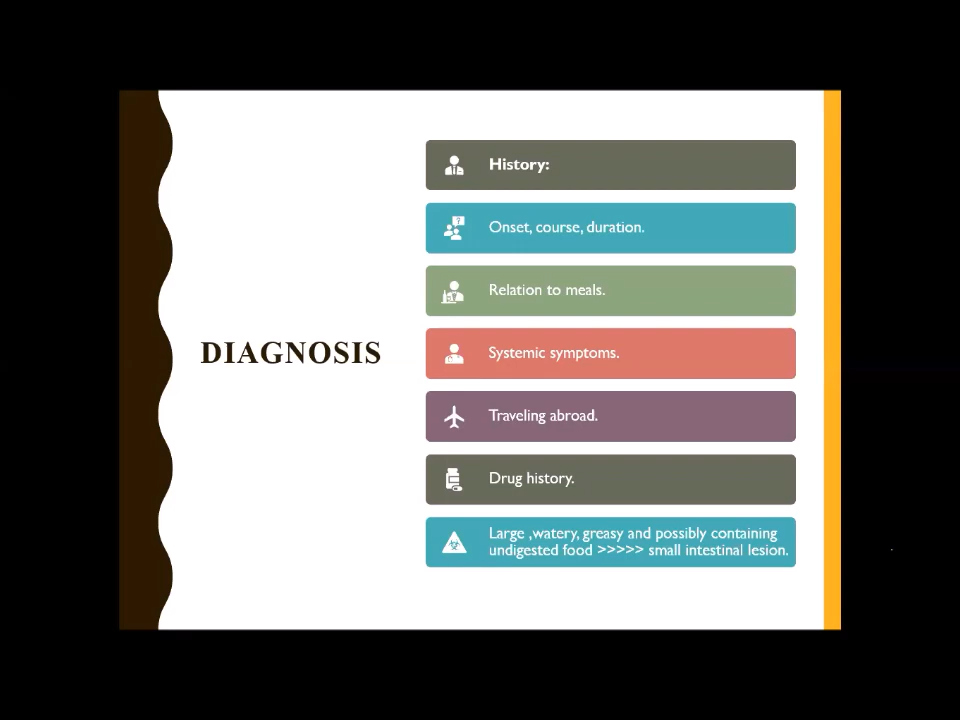 DIAGNOSIS
History:
Onset, course, duration.
Relation to meals.
Systemic symptoms.
Traveling abroad.
Drug history.
Large ,watery, greasy and possibly containing
undigested food >>>>> small intestinal lesion.